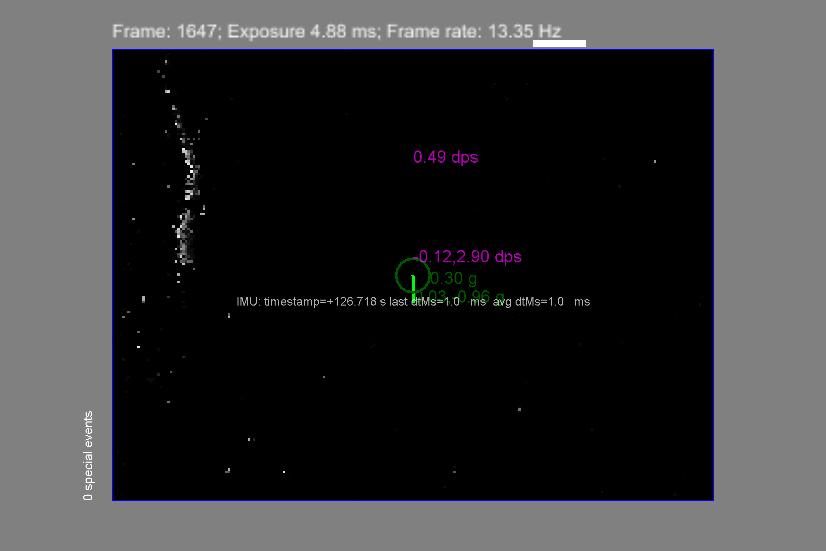 Frame: 1647; Exposure 4.88 ms; Frame rate: 13.35 Hz
0.49 dps
-0.12,2.90 dps
0.30 g
0.96 g
IMU: timestamp=+126.718 s last dtMs=1.0 ms avg dtMs=1.0 ms
0 special events